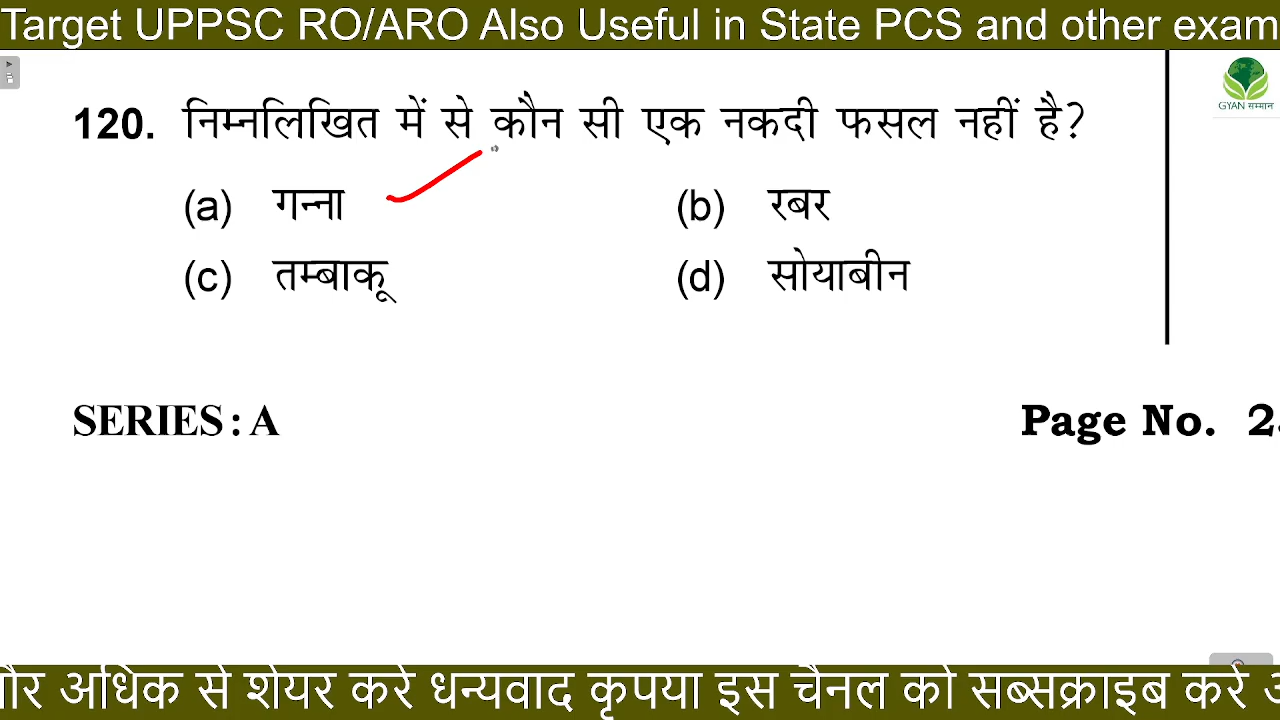 Target UPPSC RO/ARO Also Useful in State PCS and other exam
GYAN सम्मान
120. निम्नलिखित में से कौन सी एक नकदी फसल नहीं है?
(a) गन्ना (b) रबर
(c) तम्बाकू (d) सोयाबीन
SERIES : A Page No. 2
और अधिक से शेयर करे धन्यवाद कृपया इस चैनल को सब्सक्राइब करें